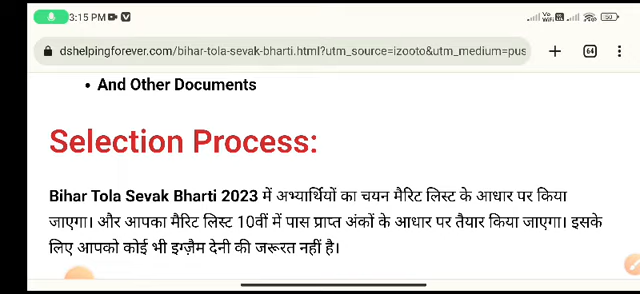 3:15 PM
dshelpingforever.com/bihar-tola-sevak-bharti.html?utm_source=izooto&utm_medium=pus
64
• And Other Documents
Selection Process:
Bihar Tola Sevak Bharti 2023 में अभ्यार्थियों का चयन मैरिट लिस्ट के आधार पर किया
जाएगा। और आपका मैरिट लिस्ट 10वीं में पास प्राप्त अंकों के आधार पर तैयार किया जाएगा। इसके
लिए आपको कोई भी इग्ज़ैम देनी की जरूरत नहीं है।